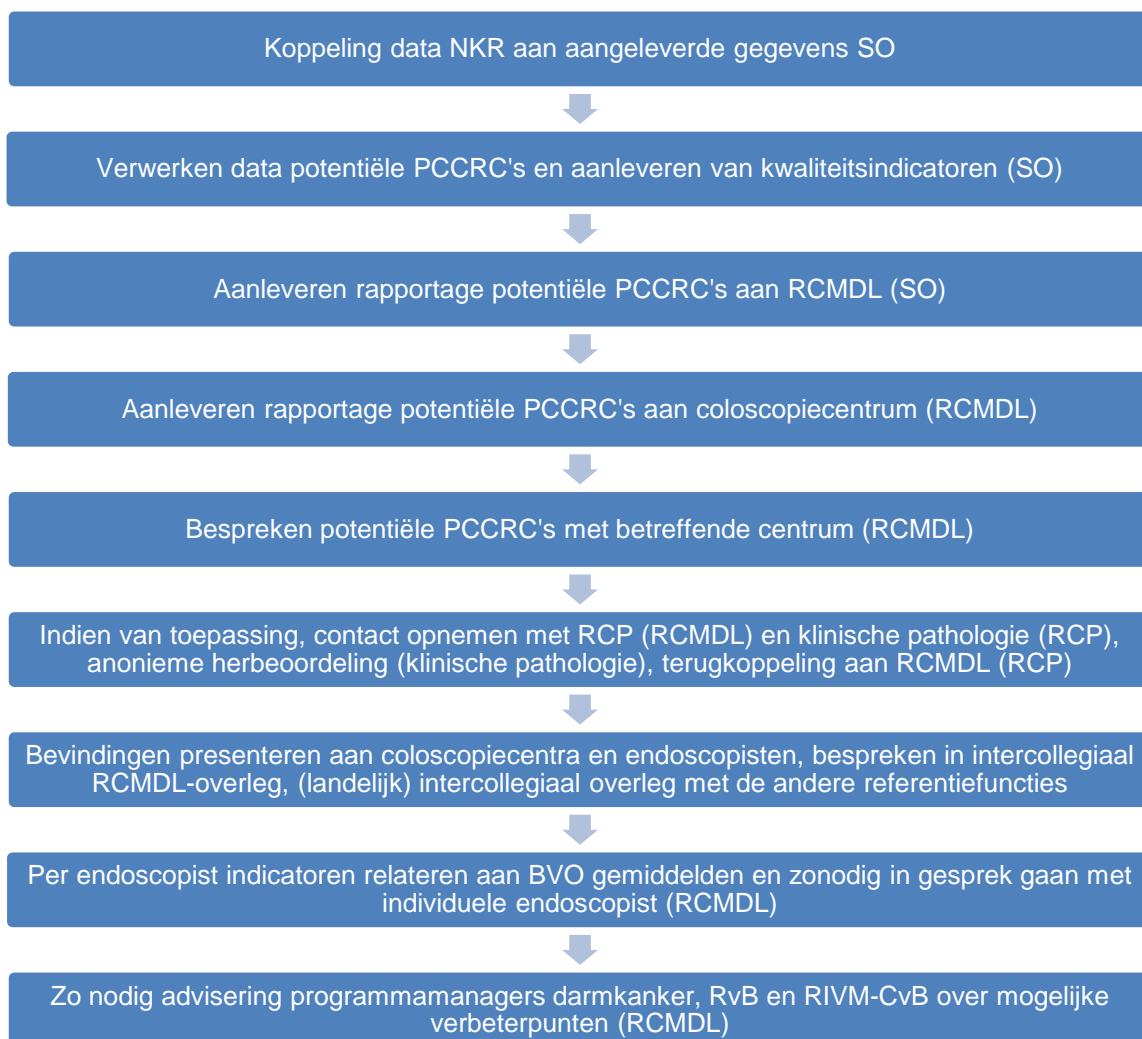 Koppeling data NKR aan aangeleverde gegevens SO
Verwerken data potentiële PCCRC's en aanleveren van kwaliteitsindicatoren (SO)
Aanleveren rapportage potentiële PCCRC's aan RCMDL (SO)
Aanleveren rapportage potentiële PCCRC's aan coloscopiecentrum (RCMDL)
Bespreken potentiële PCCRC's met betreffende centrum (RCMDL)
Indien van toepassing, contact opnemen met RCP (RCMDL) en klinische pathologie (RCP),
anonieme herbeoordeling (klinische pathologie), terugkoppeling aan RCMDL (RCP)
Bevindingen presenteren aan coloscopiecentra en endoscopisten, bespreken in intercollegiaal
RCMDL-overleg, (landelijk) intercollegiaal overleg met de andere referentiefuncties
Per endoscopist indicatoren relateren aan BVO gemiddelden en zonodig in gesprek gaan met
individuele endoscopist (RCMDL)
Zo nodig advisering programmamanagers darmkanker, RvB en RIVM-CvB over mogelijke
verbeterpunten (RCMDL)